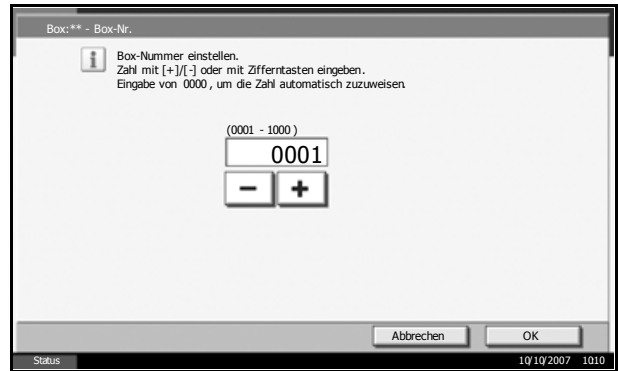 Box:** - Box-Nr.
Box-Nummer einstellen.
Zahl mit [+]/[-] oder mit Zifferntasten eingeben.
Eingabe von 0000 , um die Zahl automatisch zuzuweisen.
(0001 - 1000 )
0001
− +
Abbrechen OK
Status 10/10/2007 10:10